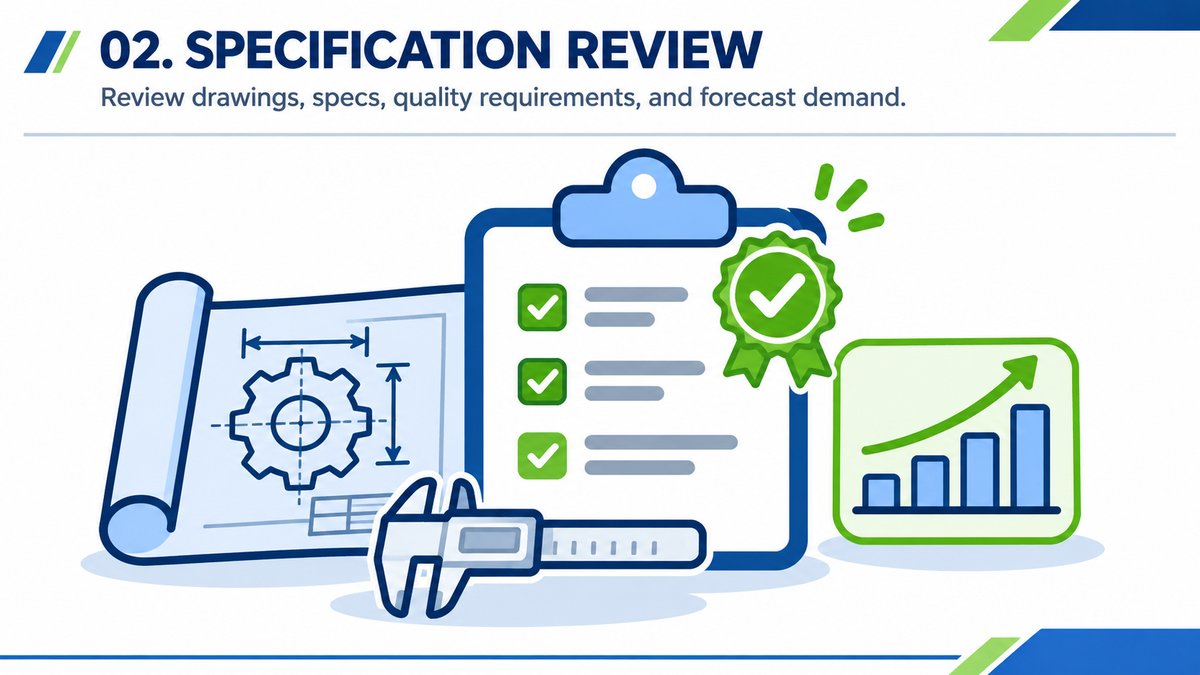 02. SPECIFICATION REVIEW
Review drawings, specs, quality requirements, and forecast demand.